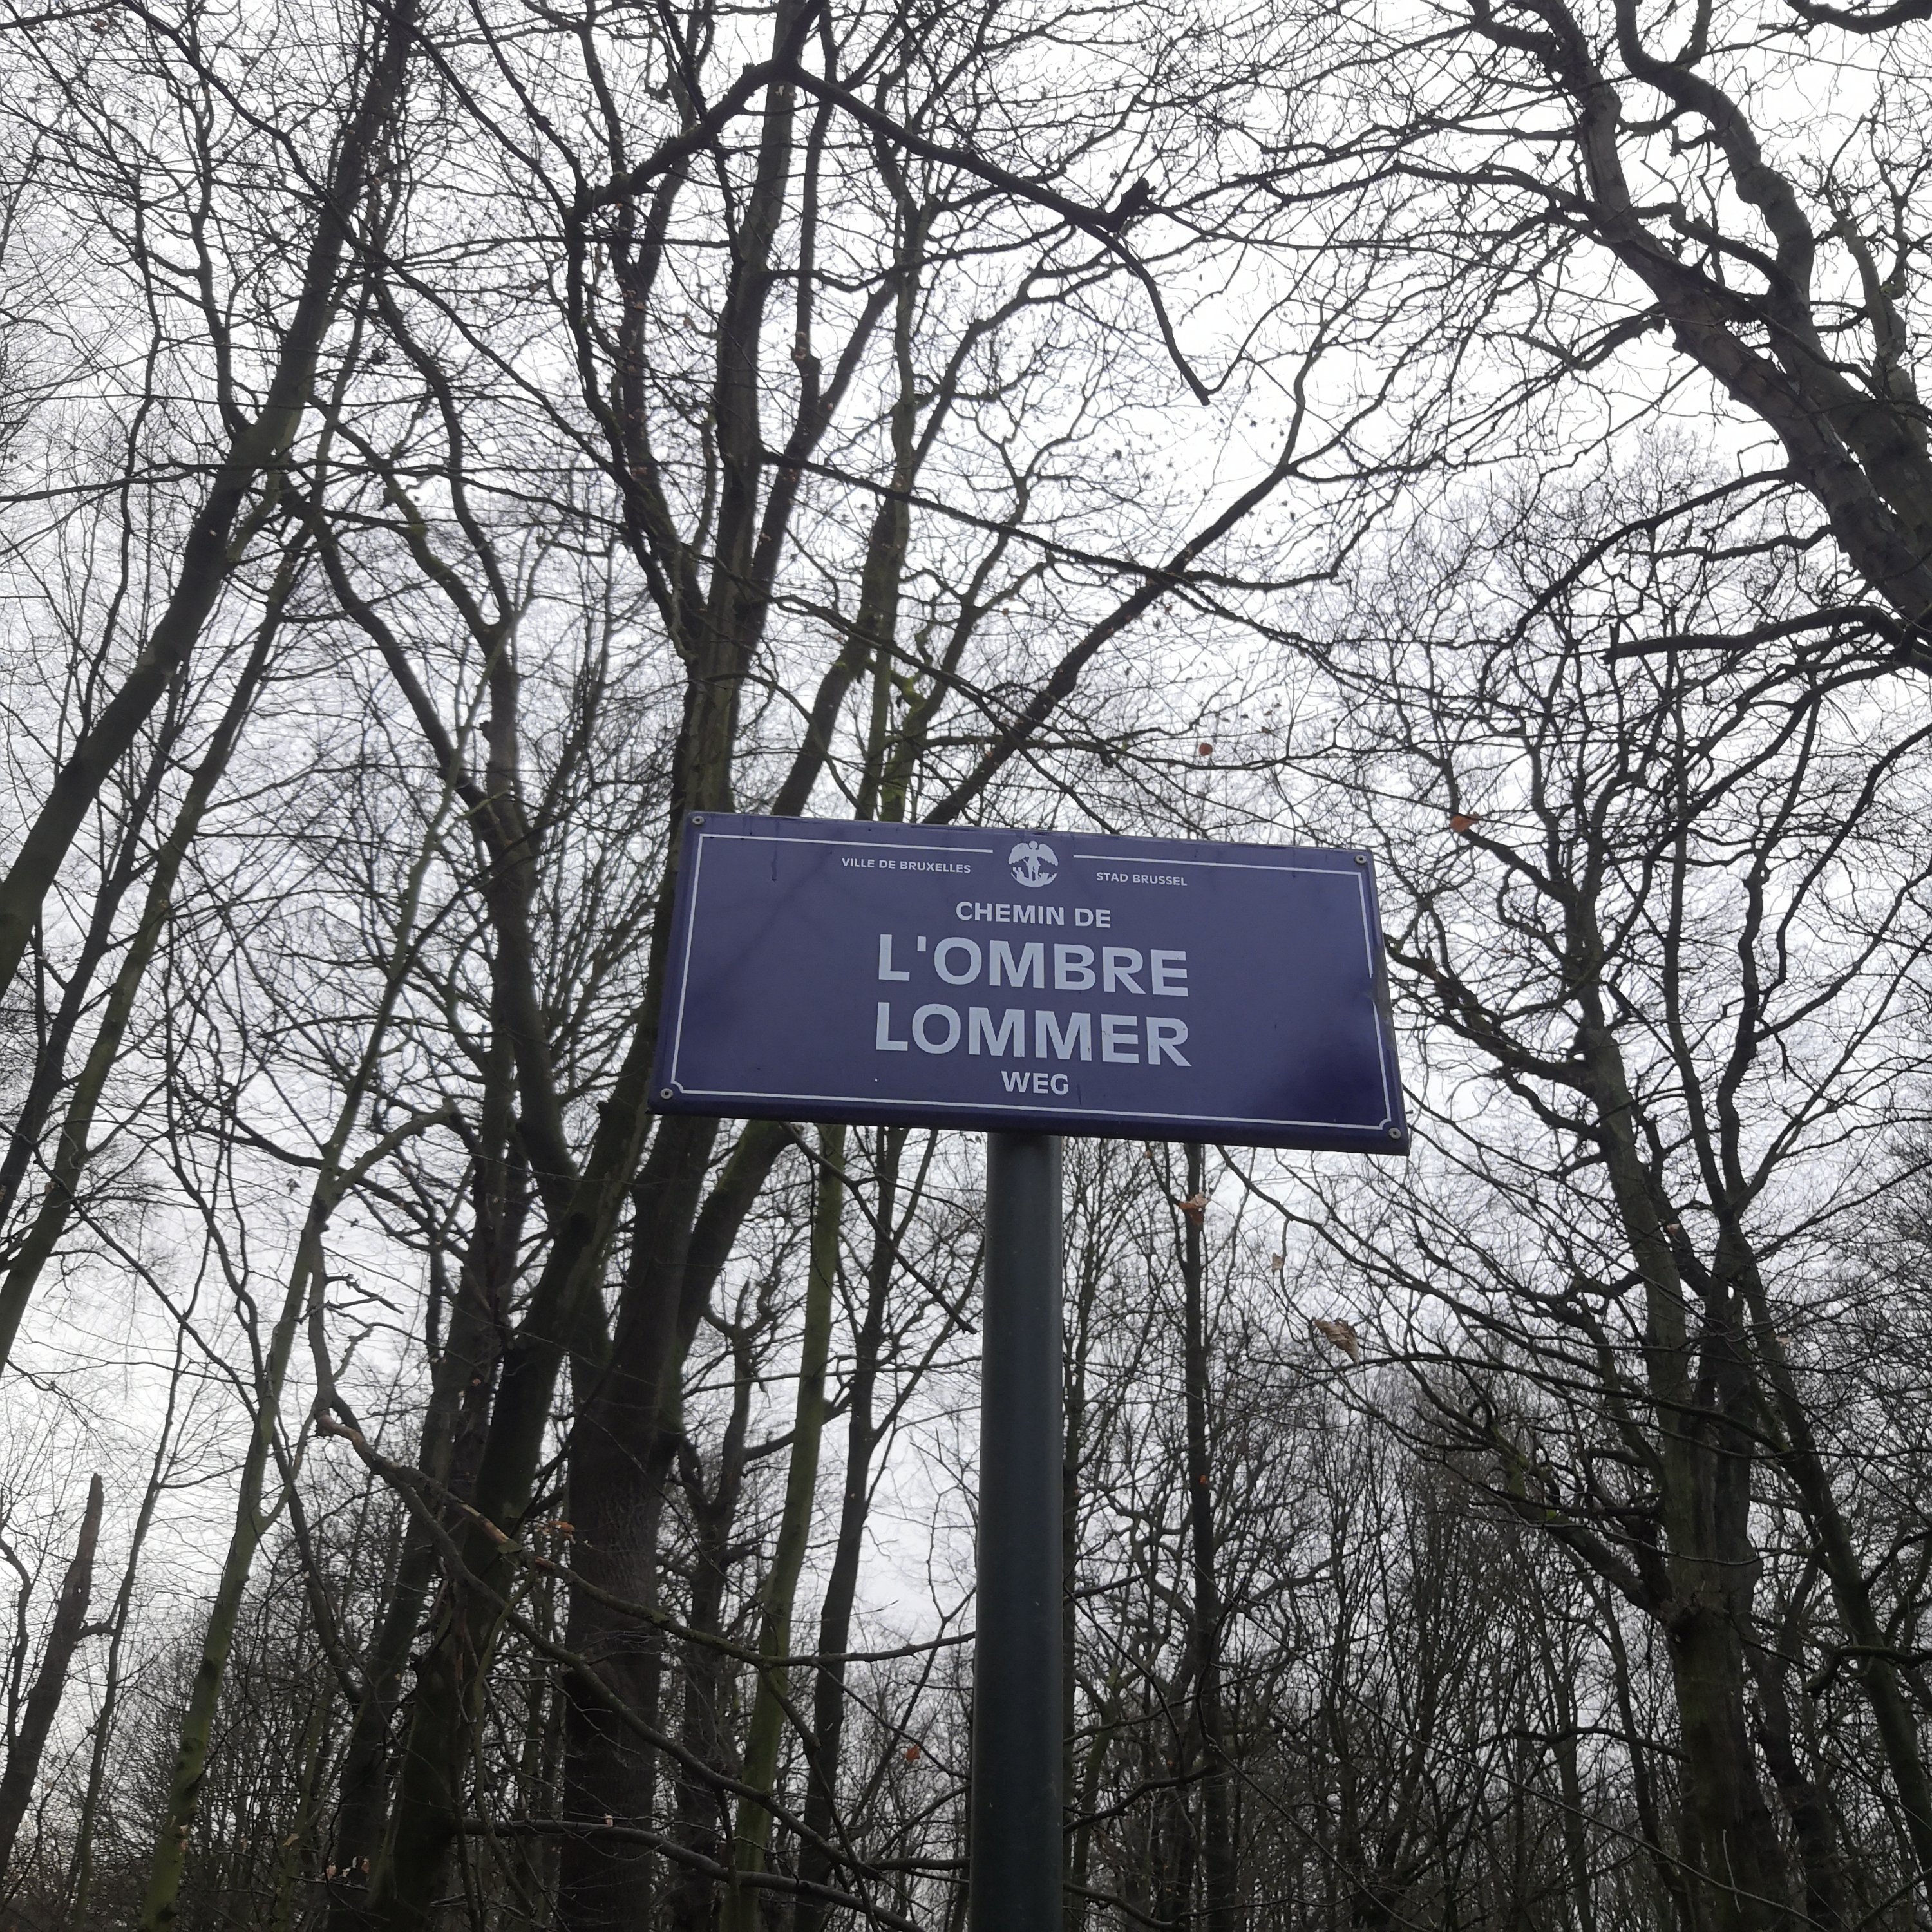 VILLE DE BRUXELLES
STAD BRUSSEL
CHEMIN DE
L'OMBRE
LOMMER
WEG